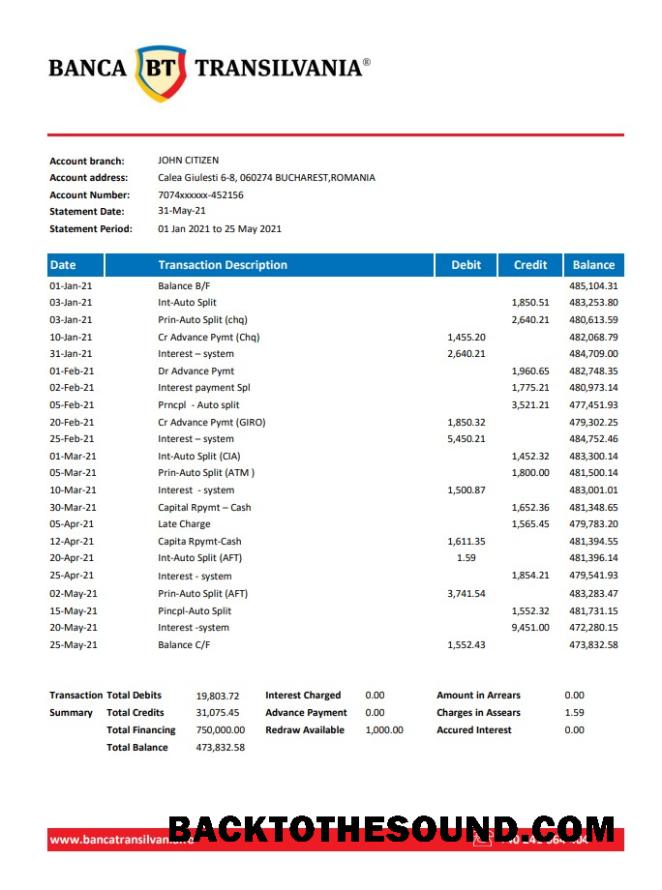 BANCA BT TRANSILVANIA®
Account branch: JOHN CITIZEN
Account address: Calea Giulesti 6-8, 060274 BUCHAREST,ROMANIA
Account Number: 7074xxxxxx-452156
Statement Date: 31-May-21
Statement Period: 01 Jan 2021 to 25 May 2021
Date Transaction Description Debit Credit Balance
01-Jan-21 Balance B/F 485,104.31
03-Jan-21 Int-Auto Split 1,850.51 483,253.80
03-Jan-21 Prin-Auto Split (chq) 2,640.21 480,613.59
10-Jan-21 Cr Advance Pymt (Chq) 1,455.20 482,068.79
31-Jan-21 Interest – system 2,640.21 484,709.00
01-Feb-21 Dr Advance Pymt 1,960.65 482,748.35
02-Feb-21 Interest payment Spl 1,775.21 480,973.14
05-Feb-21 Prncpl - Auto split 3,521.21 477,451.93
20-Feb-21 Cr Advance Pymt (GIRO) 1,850.32 479,302.25
25-Feb-21 Interest – system 5,450.21 484,752.46
01-Mar-21 Int-Auto Split (CIA) 1,452.32 483,300.14
05-Mar-21 Prin-Auto Split (ATM ) 1,800.00 481,500.14
10-Mar-21 Interest - system 1,500.87 483,001.01
30-Mar-21 Capital Rpymt – Cash 1,652.36 481,348.65
05-Apr-21 Late Charge 1,565.45 479,783.20
12-Apr-21 Capita Rpymt-Cash 1,611.35 481,394.55
20-Apr-21 Int-Auto Split (AFT) 1.59 481,396.14
25-Apr-21 Interest - system 1,854.21 479,541.93
02-May-21 Prin-Auto Split (AFT) 3,741.54 483,283.47
15-May-21 Pincpl-Auto Split 1,552.32 481,731.15
20-May-21 Interest -system 9,451.00 472,280.15
25-May-21 Balance C/F 1,552.43 473,832.58
Transaction Total Debits 19,803.72 Interest Charged 0.00 Amount in Arrears 0.00
Summary Total Credits 31,075.45 Advance Payment 0.00 Charges in Assears 1.59
Total Financing 750,000.00 Redraw Available 1,000.00 Accured Interest 0.00
Total Balance 473,832.58
BACKTOTHESOUND.COM